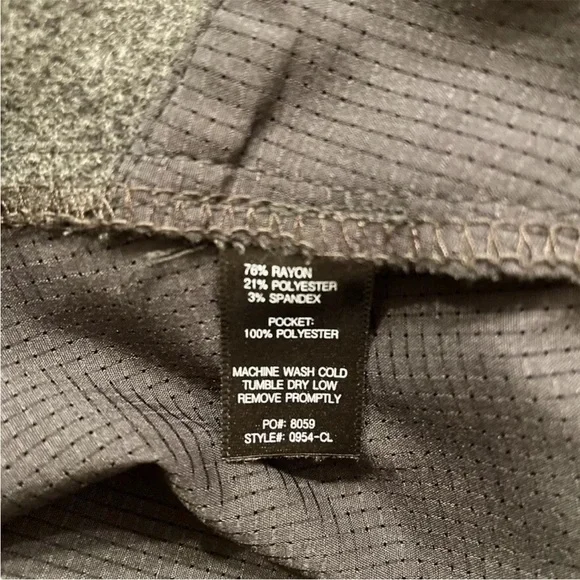 76% RAYON
21% POLYESTER
3% SPANDEX
POCKET:
100% POLYESTER
MACHINE WASH COLD
TUMBLE DRY LOW
REMOVE PROMPTLY
PO#: 8059
STYLE#: 0954-CL